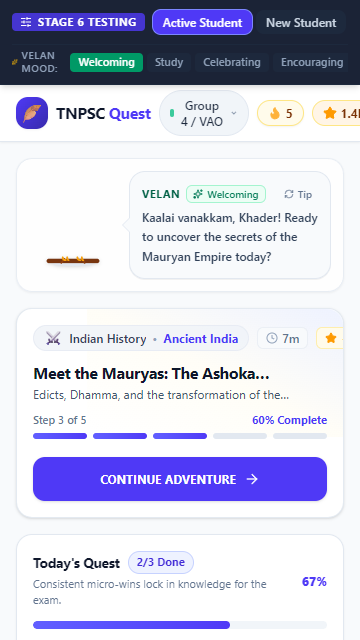 STAGE 6 TESTING
Active Student
New Student
VELAN
MOOD:
Welcoming
Study
Celebrating
Encouraging
TNPSC Quest
Group
4 / VAO
5
VELAN
Welcoming
Tip
Kaalai vanakkam, Khader! Ready
to uncover the secrets of the
Mauryan Empire today?
Indian History • Ancient India
7m
Meet the Mauryas: The Ashoka...
Edicts, Dhamma, and the transformation of the...
Step 3 of 5
60% Complete
CONTINUE ADVENTURE
Today's Quest
2/3 Done
Consistent micro-wins lock in knowledge for the
exam.
67%